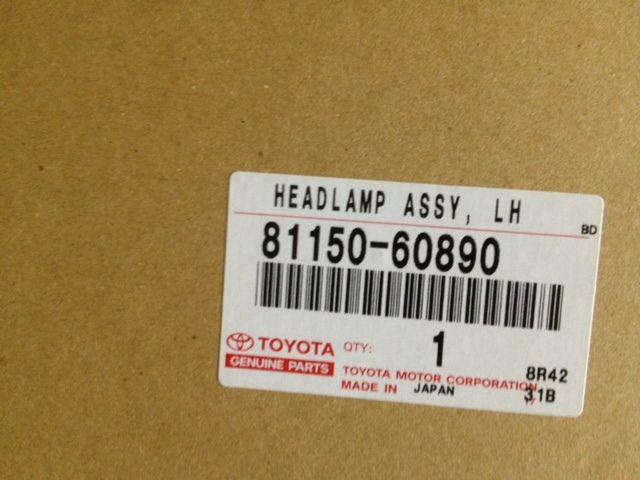 HEADLAMP ASSY, LH
BD
81150-60890
TOYOTA QTY: 1
GENUINE PARTS
8R42
TOYOTA MOTOR CORPORATION
MADE IN JAPAN
31B